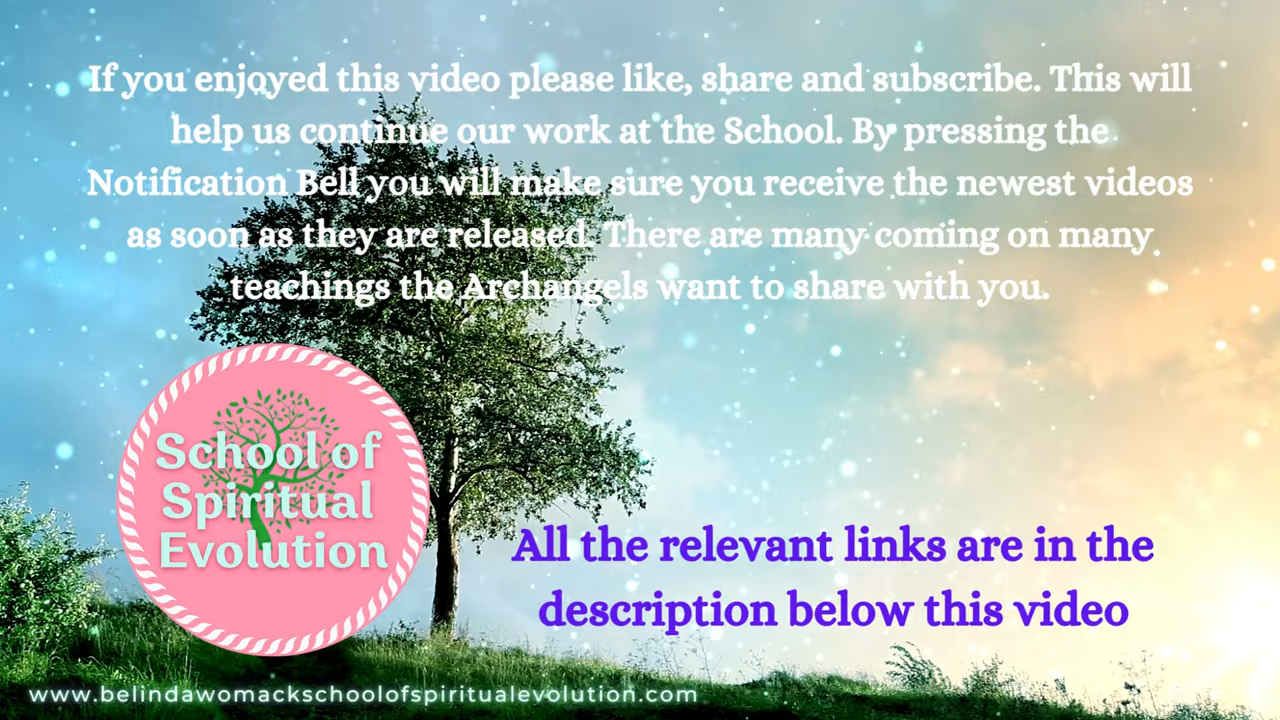 If you enjoyed this video please like, share and subscribe. This will
help us continue our work at the School. By pressing the
Notification Bell you will make sure you receive the newest videos
as soon as they are released. There are many coming on many
teachings the Archangels want to share with you.
School of
Spiritual
Evolution
All the relevant links are in the
description below this video
www.belindawomackschoolofspiritualevolution.com